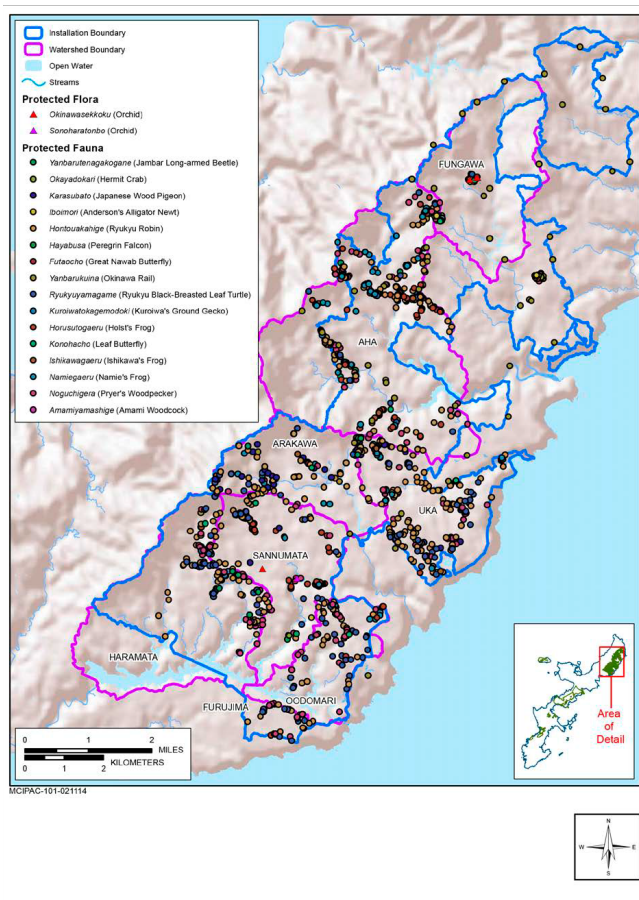 Installation Boundary
Watershed Boundary
Open Water
Streams
Protected Flora
Okinawasekkoku (Orchid)
Sonoharatonbo (Orchid)
Protected Fauna
Yanbarutenagakogane (Jambar Long-armed Beetle)
Okayadokari (Hermit Crab)
Karasubato (Japanese Wood Pigeon)
Iboimori (Anderson's Alligator Newt)
Hontouakahige (Ryukyu Robin)
Hayabusa (Peregrin Falcon)
Futaocho (Great Nawab Butterfly)
Yanbarukuina (Okinawa Rail)
Ryukyuyamagame (Ryukyu Black-Breasted Leaf Turtle)
Kuroiwatokagemodoki (Kuroiwa's Ground Gecko)
Horusutogaeru (Holst's Frog)
Konohacho (Leaf Butterfly)
Ishikawagaeru (Ishikawa's Frog)
Namiegaeru (Namie's Frog)
Noguchigera (Pryer's Woodpecker)
Amamiyamashige (Amami Woodcock)
FUNGAWA
AHA
ARAKAWA
UKA
SANNUMATA
HARAMATA
FURUJIMA
OODOMARI
Area
of
Detail
0 1 2
MILES
KILOMETERS
0 1 2
MCIPAC-101-021114
N
W E
S